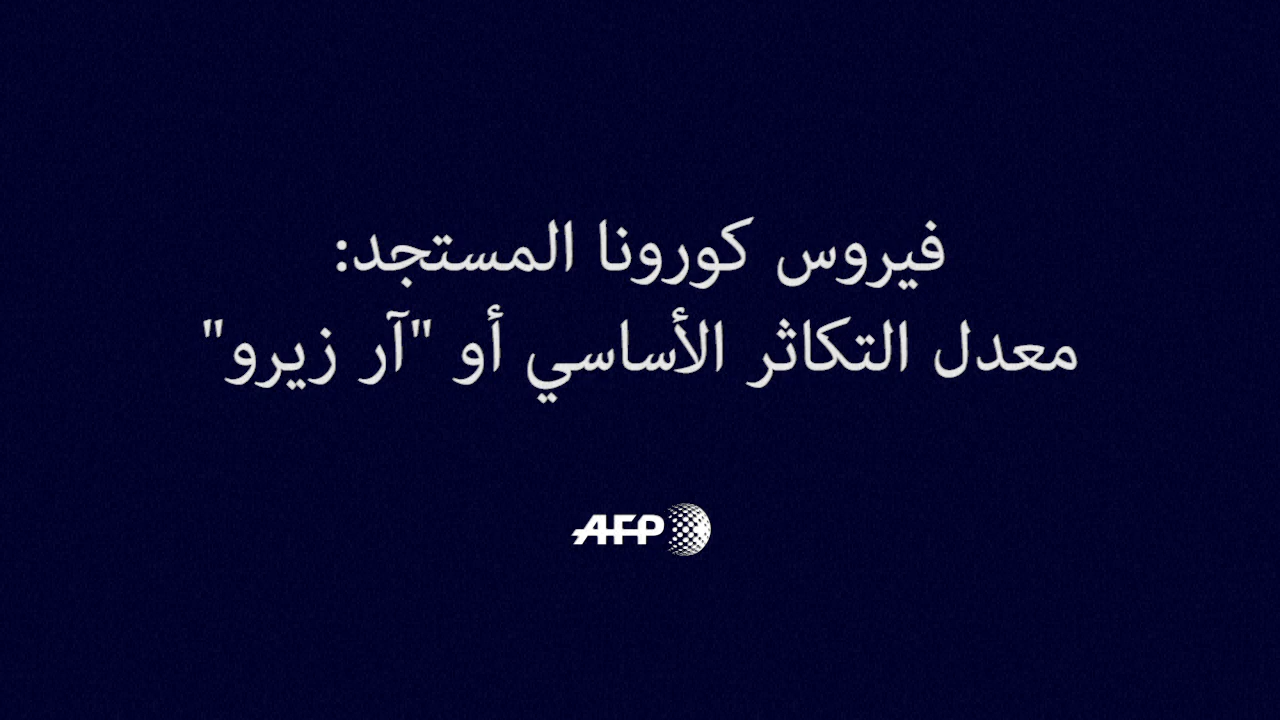 فيروس كورونا المستجد:
معدل التكاثر الأساسي أو "آر زيرو"
AFP